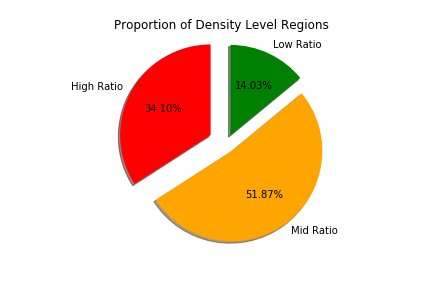 Proportion of Density Level Regions
Low Ratio
High Ratio
14.03%
34.10%
51.87%
Mid Ratio